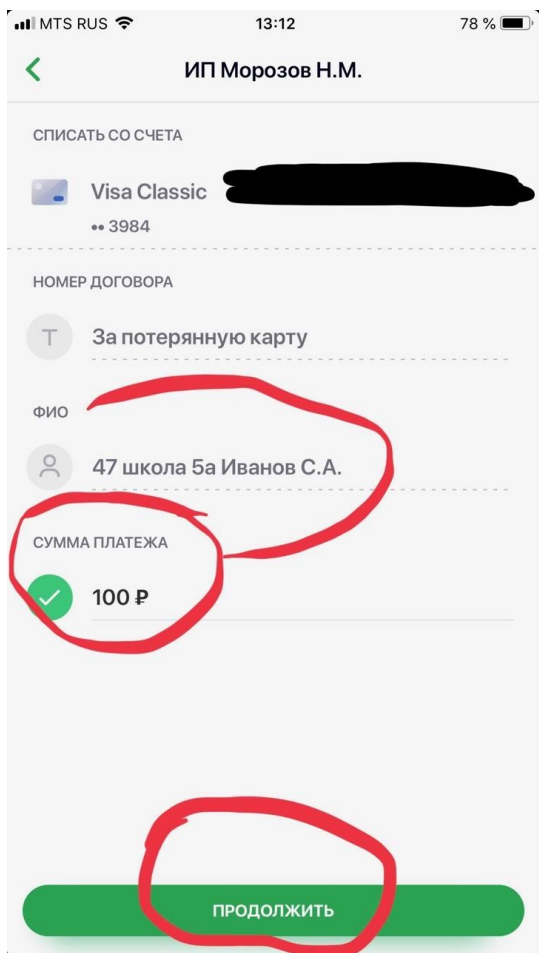 MTS RUS 13:12 78 %
ИП Морозов Н.М.
СПИСАТЬ СО СЧЕТА
Visa Classic
•• 3984
НОМЕР ДОГОВОРА
Т За потерянную карту
ФИО
47 школа 5а Иванов С.А.
СУММА ПЛАТЕЖА
100 ₽
ПРОДОЛЖИТЬ